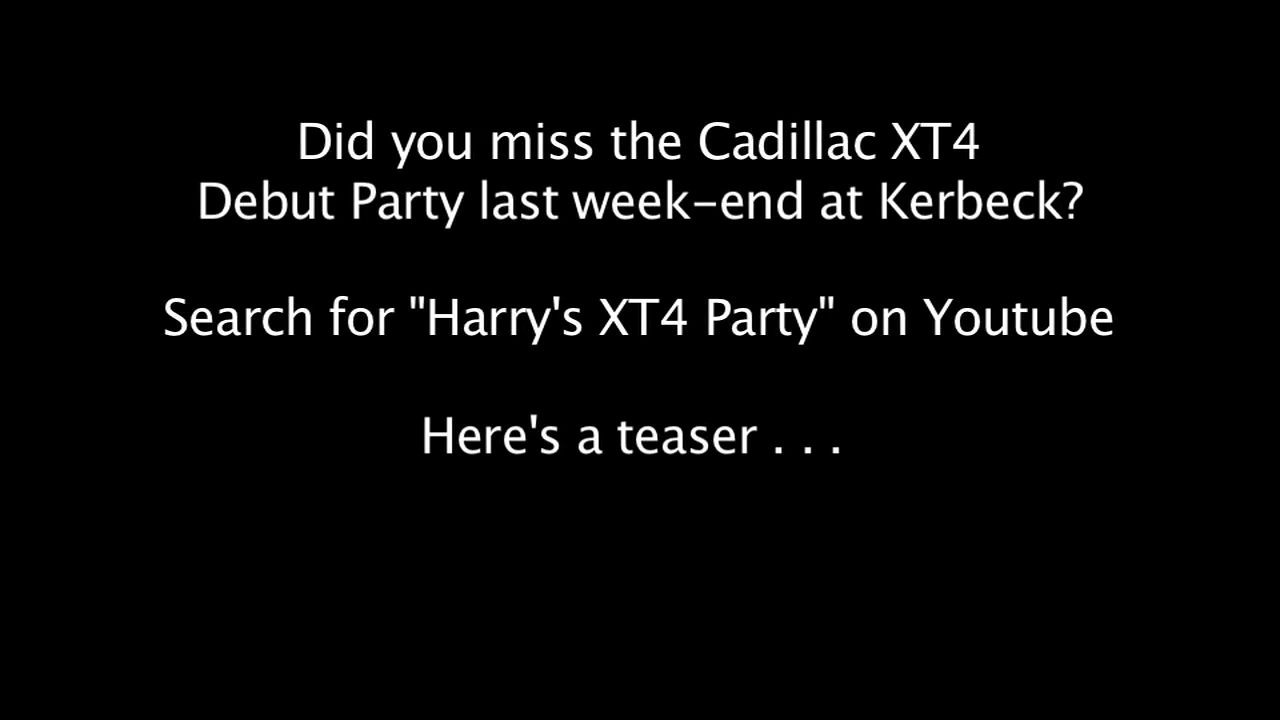 Did you miss the Cadillac XT4
Debut Party last week-end at Kerbeck?
Search for "Harry's XT4 Party" on Youtube
Here's a teaser . . .